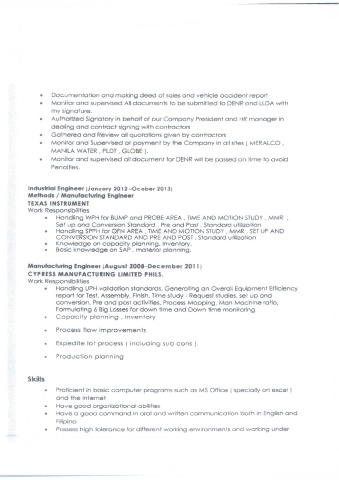 • Documentation and making deed of sales and vehicle accident report
• Monitor and supervised All documents to be submitted to DENR and LLDA with
my signature.
• Authorized Signatory in behalf of our Company President and HR manager in
dealing and contract signing with contractors
• Gathered and Review all quotations given by contractors
• Monitor and Supervised all payment by the Company in all sites ( MERALCO ,
MANILA WATER , PLDT , GLOBE ).
• Monitor and supervised all document for DENR will be passed on time to avoid
Penalties.
Industrial Engineer (January 2012 -Ocober 2013)
Methods / Manufacturing Engineer
TEXAS INSTRUMENT
Work Responsibilities
• Handling WPH for BUMP and PROBE AREA , TIME AND MOTION STUDY , MMR ,
Set up and Conversion Standard . Pre and Post , Standard utilization
• Handling SPPH for QFN AREA , TIME AND MOTION STUDY , MMR , SET UP AND
CONVERSION STANDARD AND PRE AND POST . Standard utilization
• Knowledge on capacity planning, Inventory.
• Basic knowledge on SAP , material planning.
Manufacturing Engineer (August 2008-December 2011)
CYPRESS MANUFACTURING LIMITED PHILS.
Work Responsibilities
• Handling UPH validation standards, Generating an Overall Equipment Efficiency
report for Test, Assembly, Finish, Time study - Request studies, set up and
conversion, Pre and post activities, Process Mapping, Man Machine ratio,
Formulating 6 Big Losses for down time and Down time monitoring
• Capacity planning , Inventory
• Process flow improvements
• Expedite lot process ( including sub cons ).
• Production planning
Skills
• Proficient in basic computer programs such as MS Office ( specially on excel )
and the internet
• Have good organizational abilities
• Have a good command in oral and written communication both in English and
Filipino
• Possess high tolerance for different working environments and working under